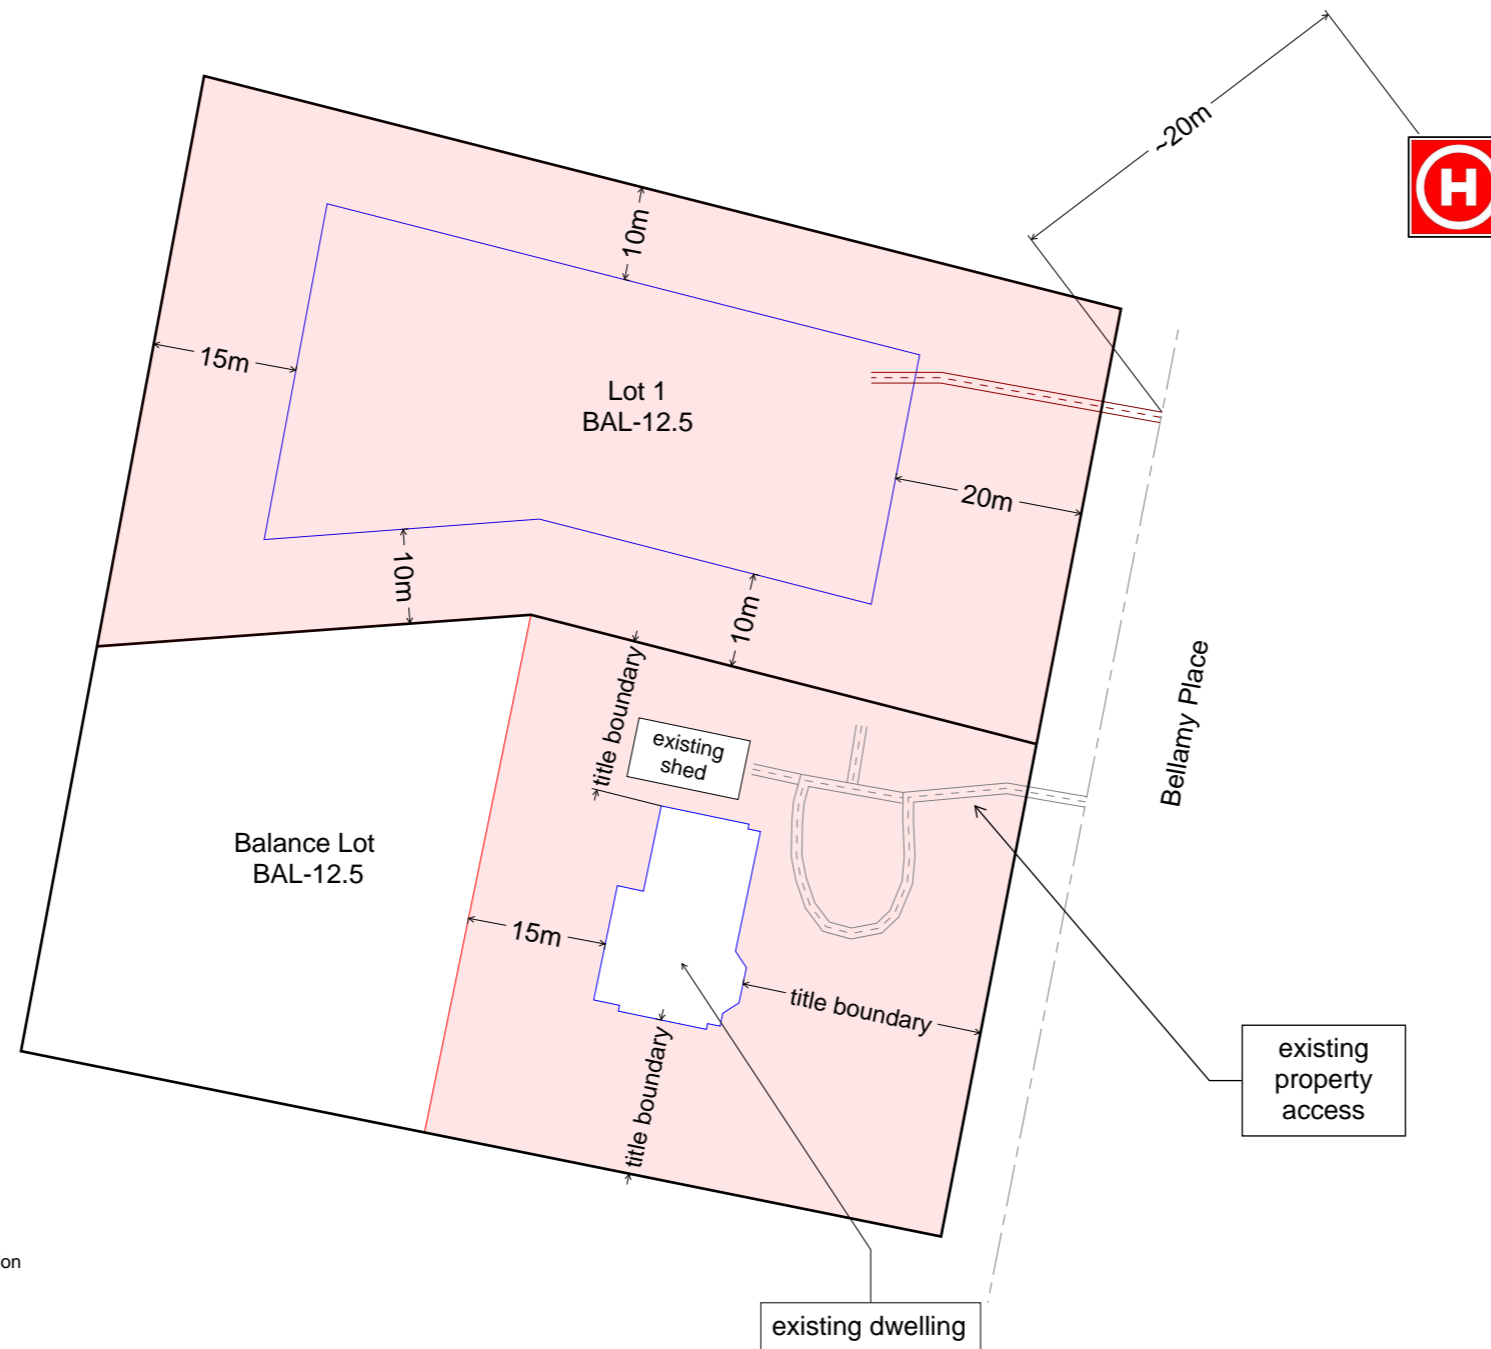 ~20m
H
10m
15m
Lot 1
BAL-12.5
20m
10m
10m
title boundary
existing
shed
Bellamy Place
Balance Lot
BAL-12.5
15m
title boundary
title boundary
existing
property
access
on
existing dwelling